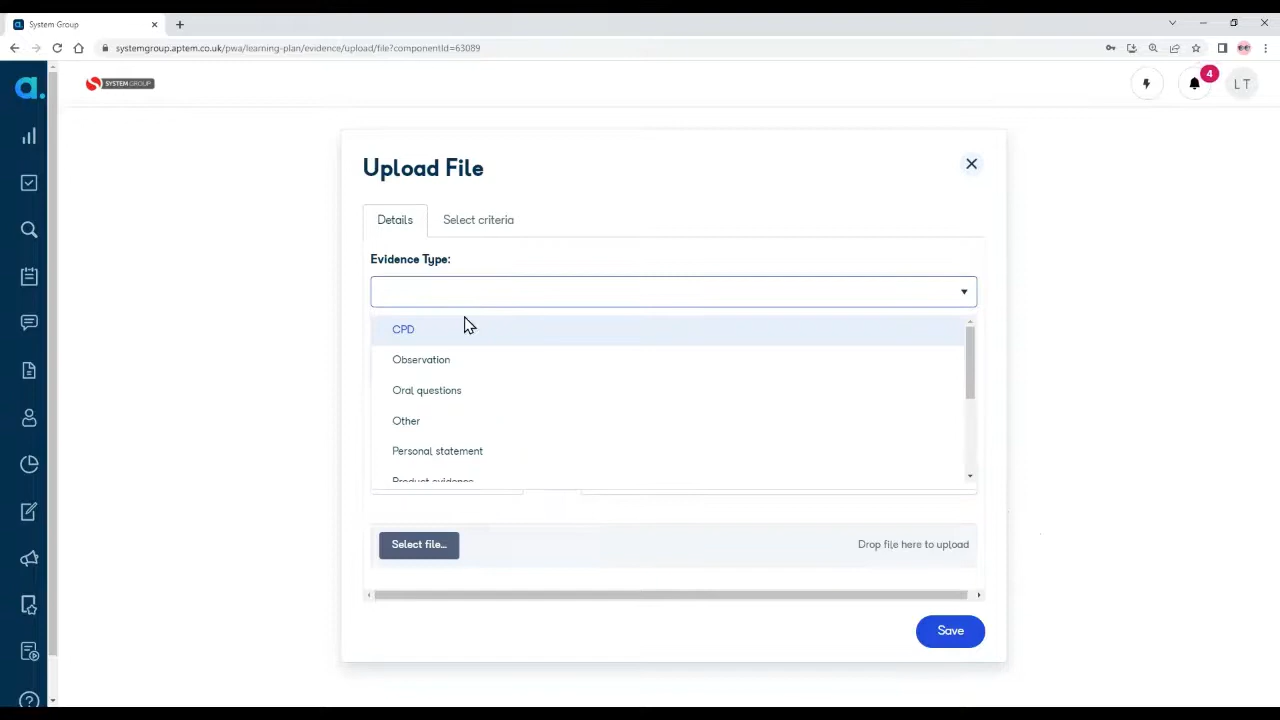 System Group
systemgroup.aptem.co.uk/pwa/learning-plan/evidence/upload/file?componentId=63089
a.
SYSTEM GROUP
4
L T
Upload File
Details
Select criteria
Evidence Type:
CPD
Observation
Oral questions
Other
Personal statement
Product evidence
Select file...
Drop file here to upload
Save